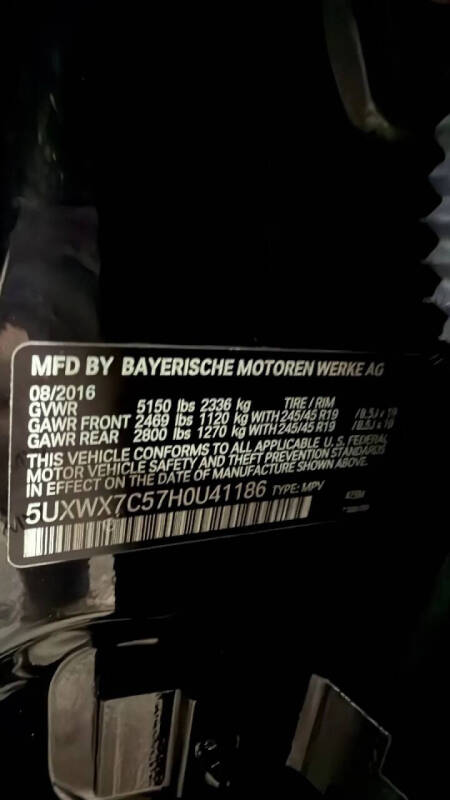 MFD BY BAYERISCHE MOTOREN WERKE AG
08/2016
GVWR 5150 lbs 2336 kg TIRE / RIM
GAWR FRONT 2469 lbs 1120 kg WITH 245/45 R19
GAWR REAR 2800 lbs 1270 kg WITH 245/45 R19
THIS VEHICLE CONFORMS TO ALL APPLICABLE U.S. FEDERAL
MOTOR VEHICLE SAFETY AND THEFT PREVENTION STANDARDS
IN EFFECT ON THE DATE OF MANUFACTURE SHOWN ABOVE.
5UXWX7C57H0U41186 TYPE: MPV